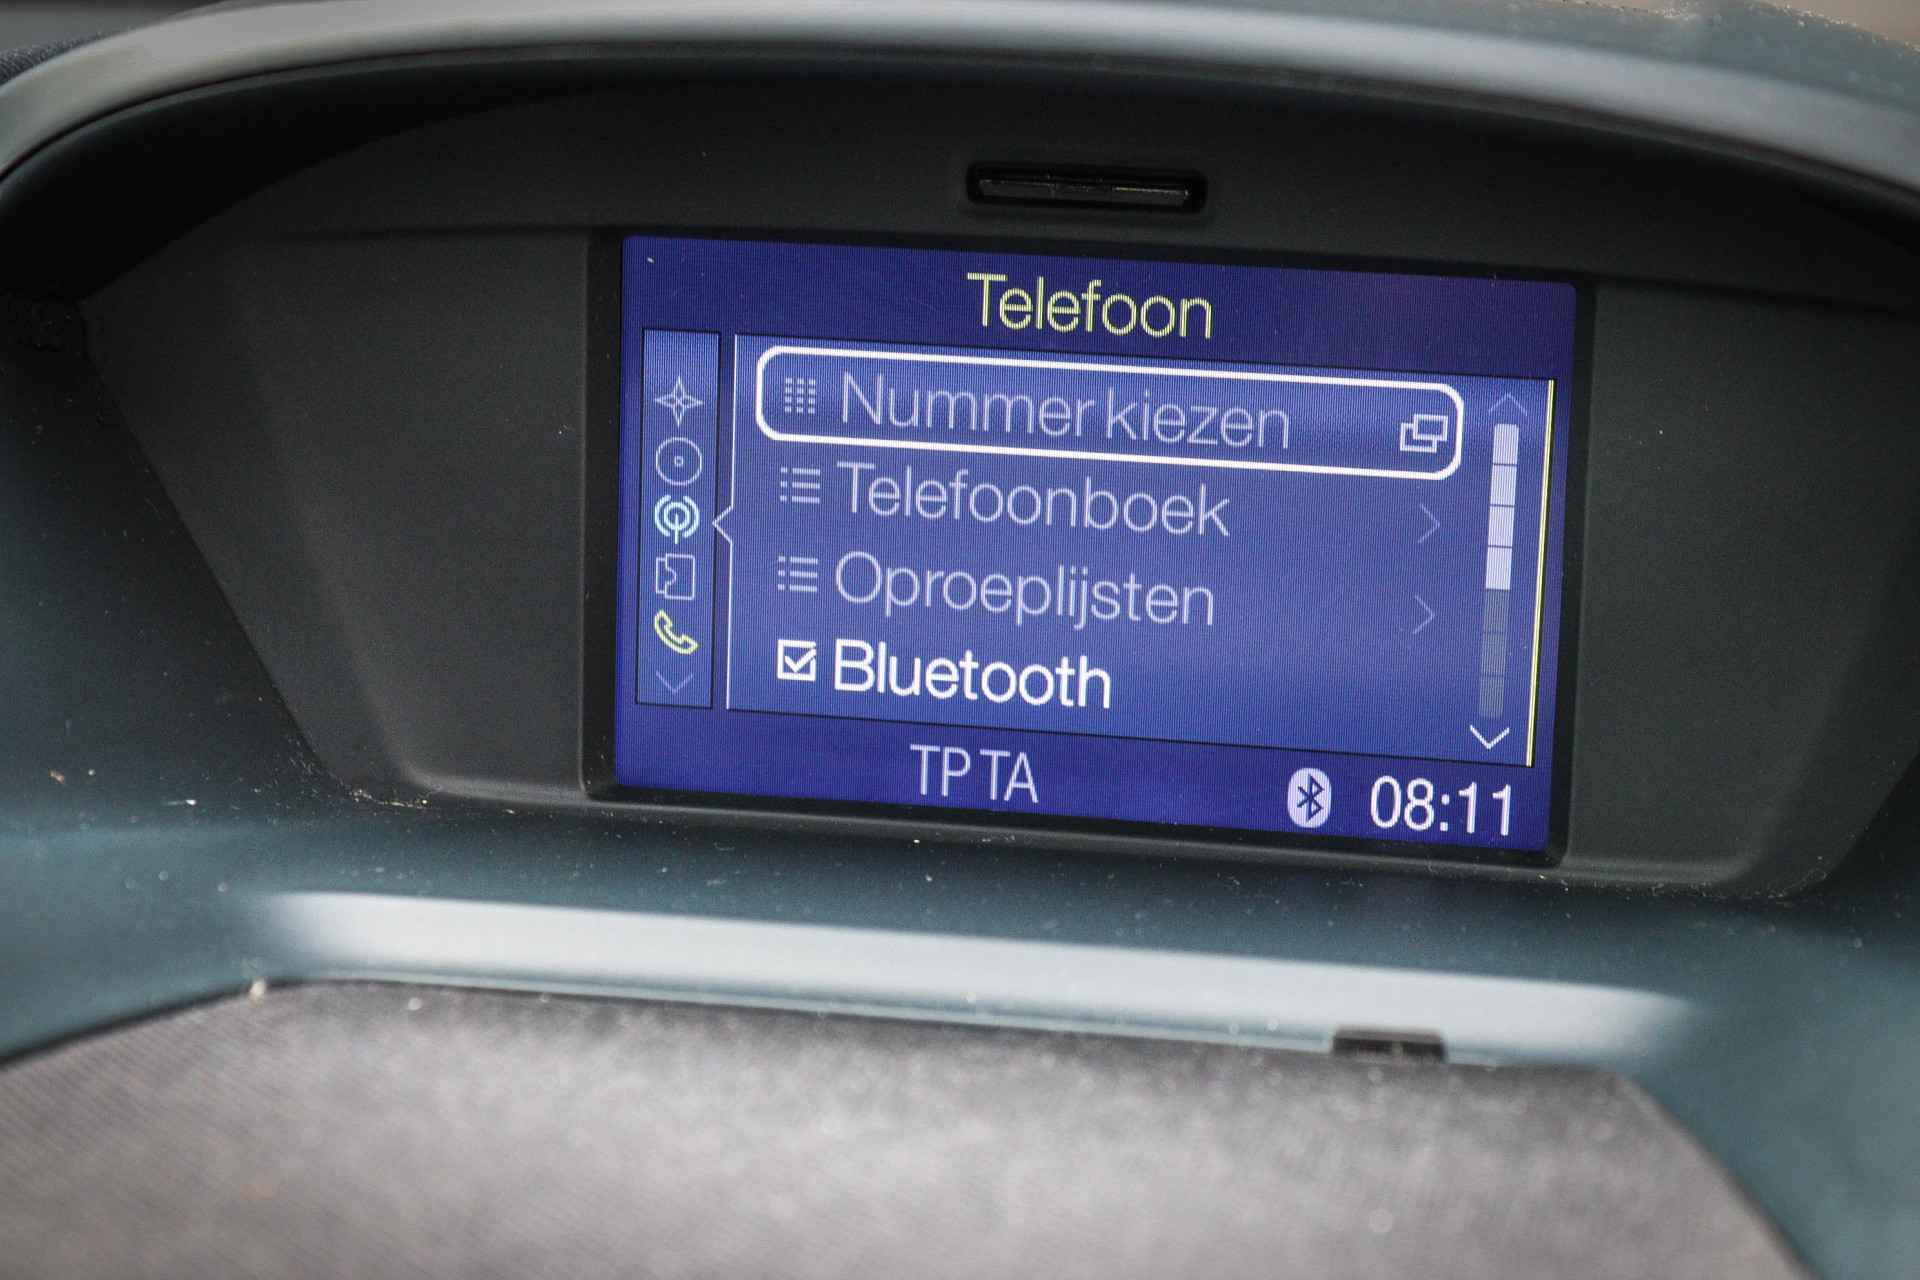 Telefoon
Nummer kiezen
Telefoonboek
Oproeplijsten
Bluetooth
TP TA
08:11